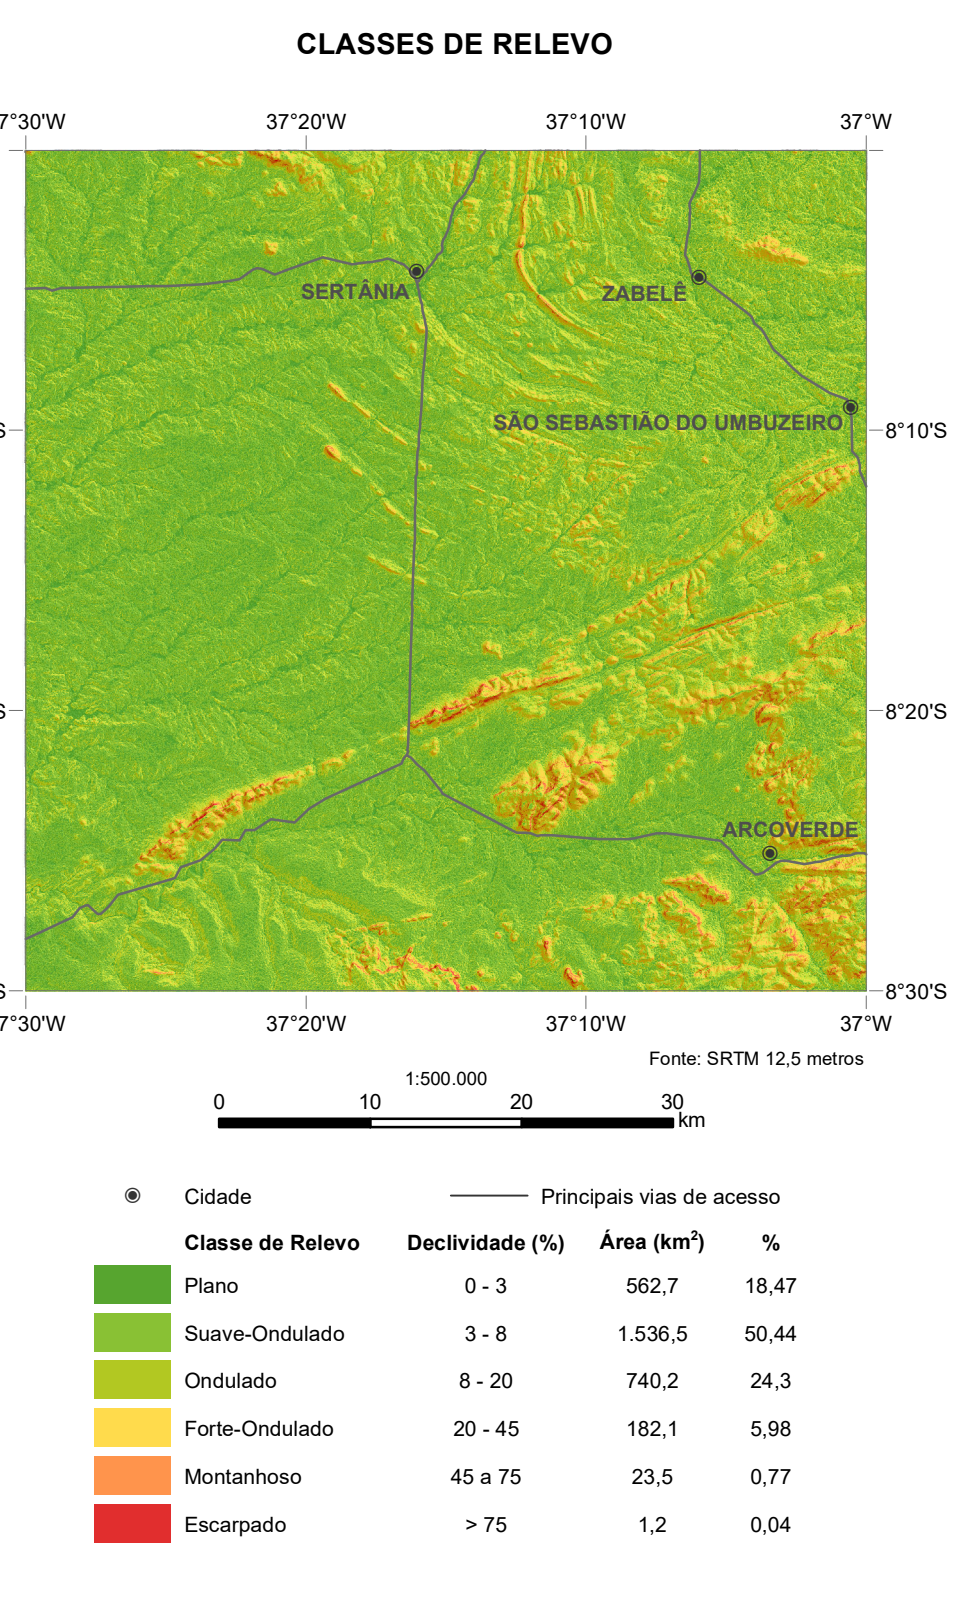 CLASSES DE RELEVO
7°30'W 37°20'W 37°10'W 37°W
SERTÂNIA
ZABELÊ
SÃO SEBASTIÃO DO UMBUZEIRO
S 8°10'S
S 8°20'S
ARCOVERDE
S 8°30'S
7°30'W 37°20'W 37°10'W 37°W
Fonte: SRTM 12,5 metros
1:500.000
0 10 20 30
km
Cidade Principais vias de acesso
Classe de Relevo Declividade (%) Área (km²) %
Plano 0 - 3 562,7 18,47
Suave-Ondulado 3 - 8 1.536,5 50,44
Ondulado 8 - 20 740,2 24,3
Forte-Ondulado 20 - 45 182,1 5,98
Montanhoso 45 a 75 23,5 0,77
Escarpado > 75 1,2 0,04